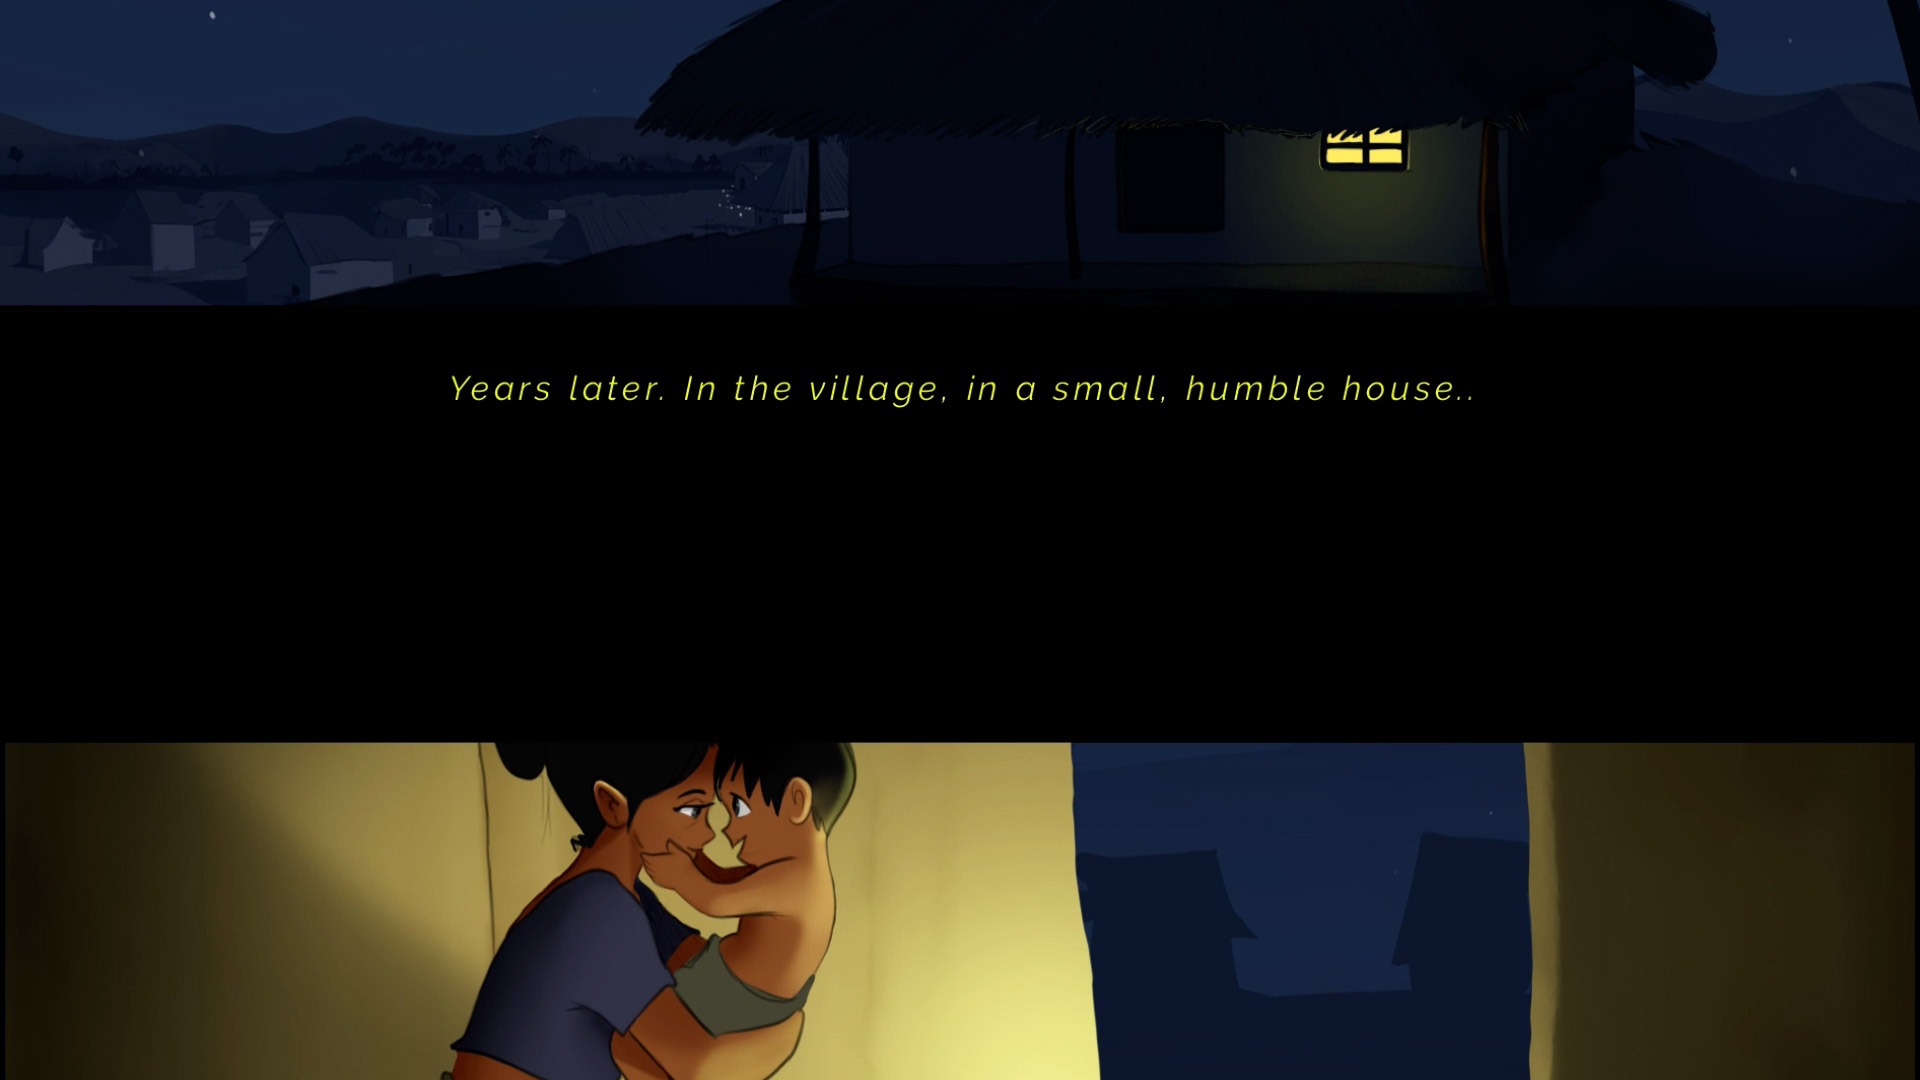 Years later. In the village, in a small, humble house..